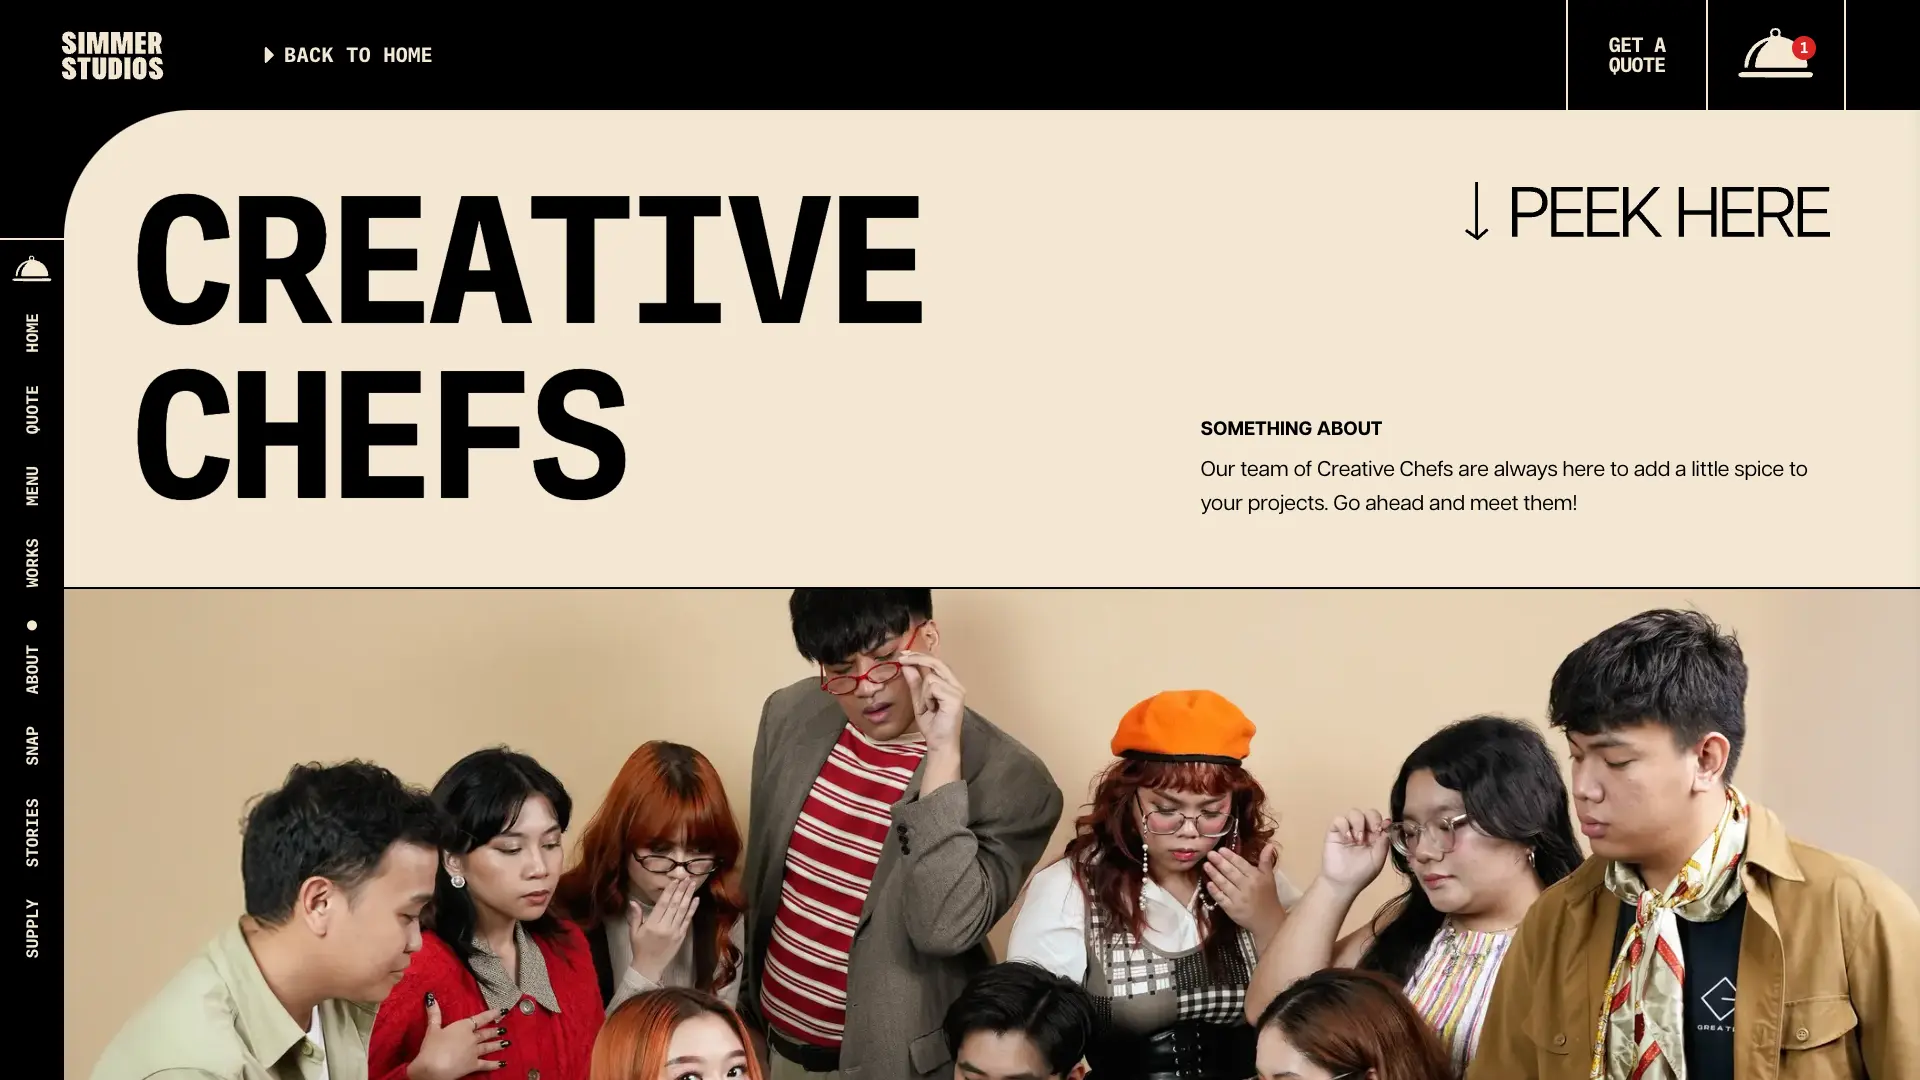 SIMMER
STUDIOS
BACK TO HOME
GET A
QUOTE
1
CREATIVE
CHEFS
PEEK HERE
SOMETHING ABOUT
Our team of Creative Chefs are always here to add a little spice to
your projects. Go ahead and meet them!
HOME
QUOTE
MENU
WORKS
ABOUT
SNAP
STORIES
SUPPLY